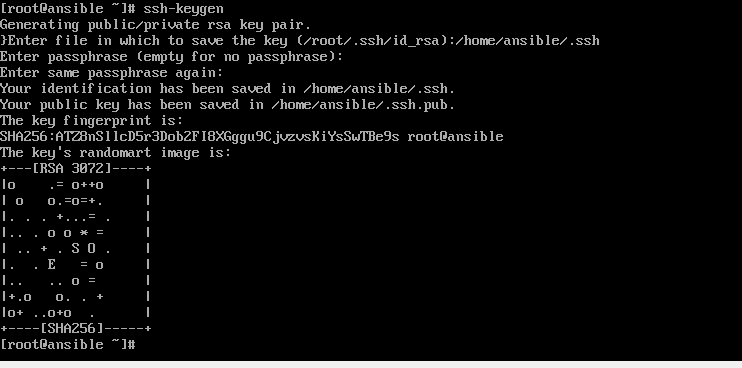 [root@ansible ~]# ssh-keygen
Generating public/private rsa key pair.
}Enter file in which to save the key (/root/.ssh/id_rsa):/home/ansible/.ssh
Enter passphrase (empty for no passphrase):
Enter same passphrase again:
Your identification has been saved in /home/ansible/.ssh.
Your public key has been saved in /home/ansible/.ssh.pub.
The key fingerprint is:
SHA256:ATZ8nSllcD5r3Dob2FI8XGggu9CjvzvsKiYsSwTBe9s root@ansible
The key's randomart image is:
+---[RSA 3072]----+
|o    .= o++o     |
| o   o.=o=+.     |
|. . . +...= .    |
|.. . o o * =     |
| .. + . S O .    |
|.  . E   = o     |
|..   .. o =      |
|+.o   o. . +     |
|o+ ..o+o  .      |
+----[SHA256]-----+
[root@ansible ~]#